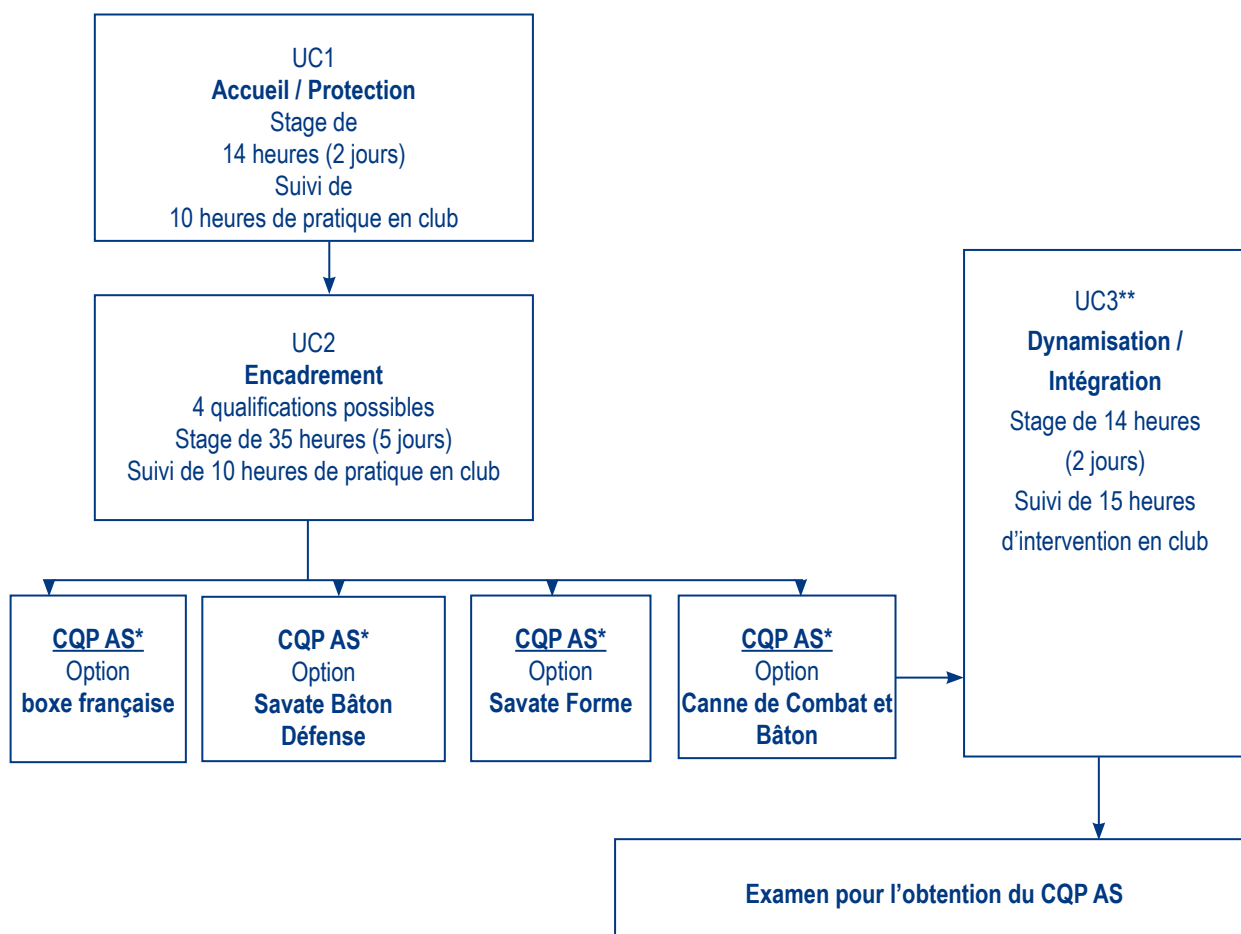 UC1
Accueil / Protection
Stage de
14 heures (2 jours)
Suivi de
10 heures de pratique en club
UC2
Encadrement
4 qualifications possibles
Stage de 35 heures (5 jours)
Suivi de 10 heures de pratique en club
CQP AS*
Option
boxe française
CQP AS*
Option
Savate Bâton
Défense
CQP AS*
Option
Savate Forme
CQP AS*
Option
Canne de Combat et
Bâton
UC3**
Dynamisation /
Intégration
Stage de 14 heures
(2 jours)
Suivi de 15 heures
d’intervention en club
Examen pour l’obtention du CQP AS